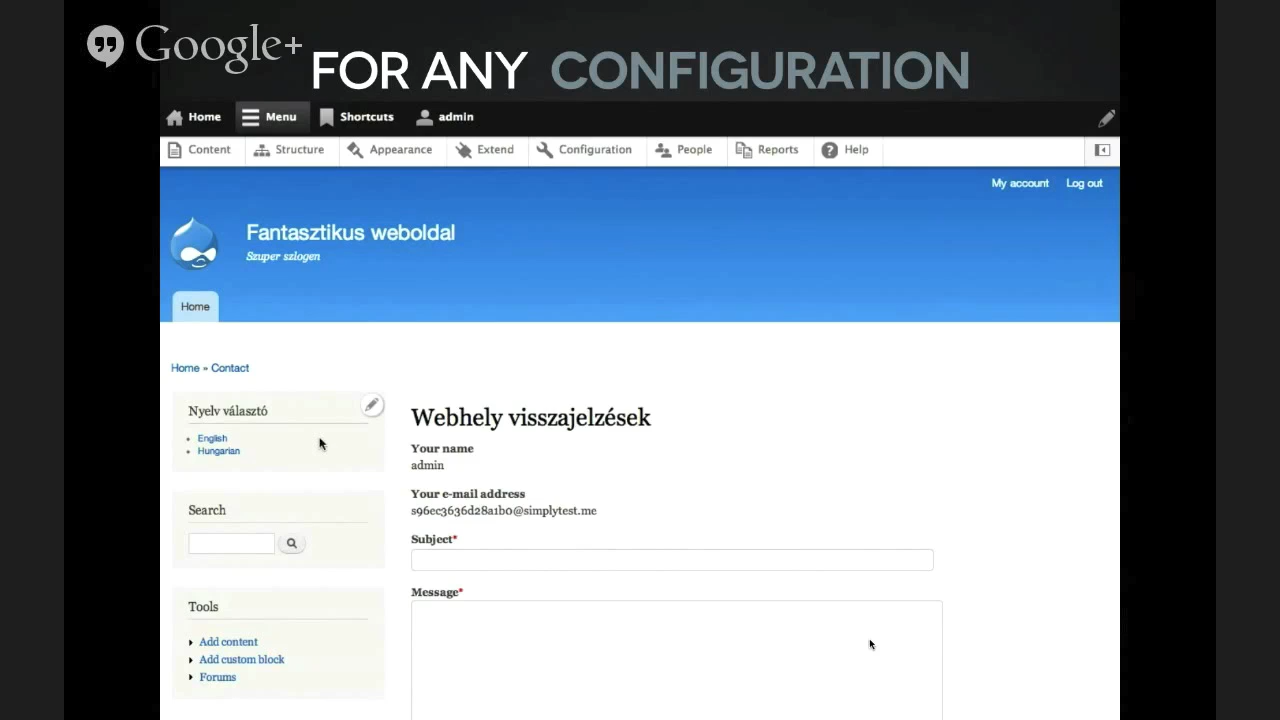 Google+
FOR ANY CONFIGURATION
Home Menu Shortcuts admin
Content Structure Appearance Extend Configuration People Reports Help
My account Log out
Fantasztikus weboldal
Szuper szlogen
Home
Home » Contact
Nyelv választó
English
Hungarian
Search
Tools
Add content
Add custom block
Forums
Webhely visszajelzések
Your name
admin
Your e-mail address
s96ec3636d28a1b0@simplytest.me
Subject*
Message*